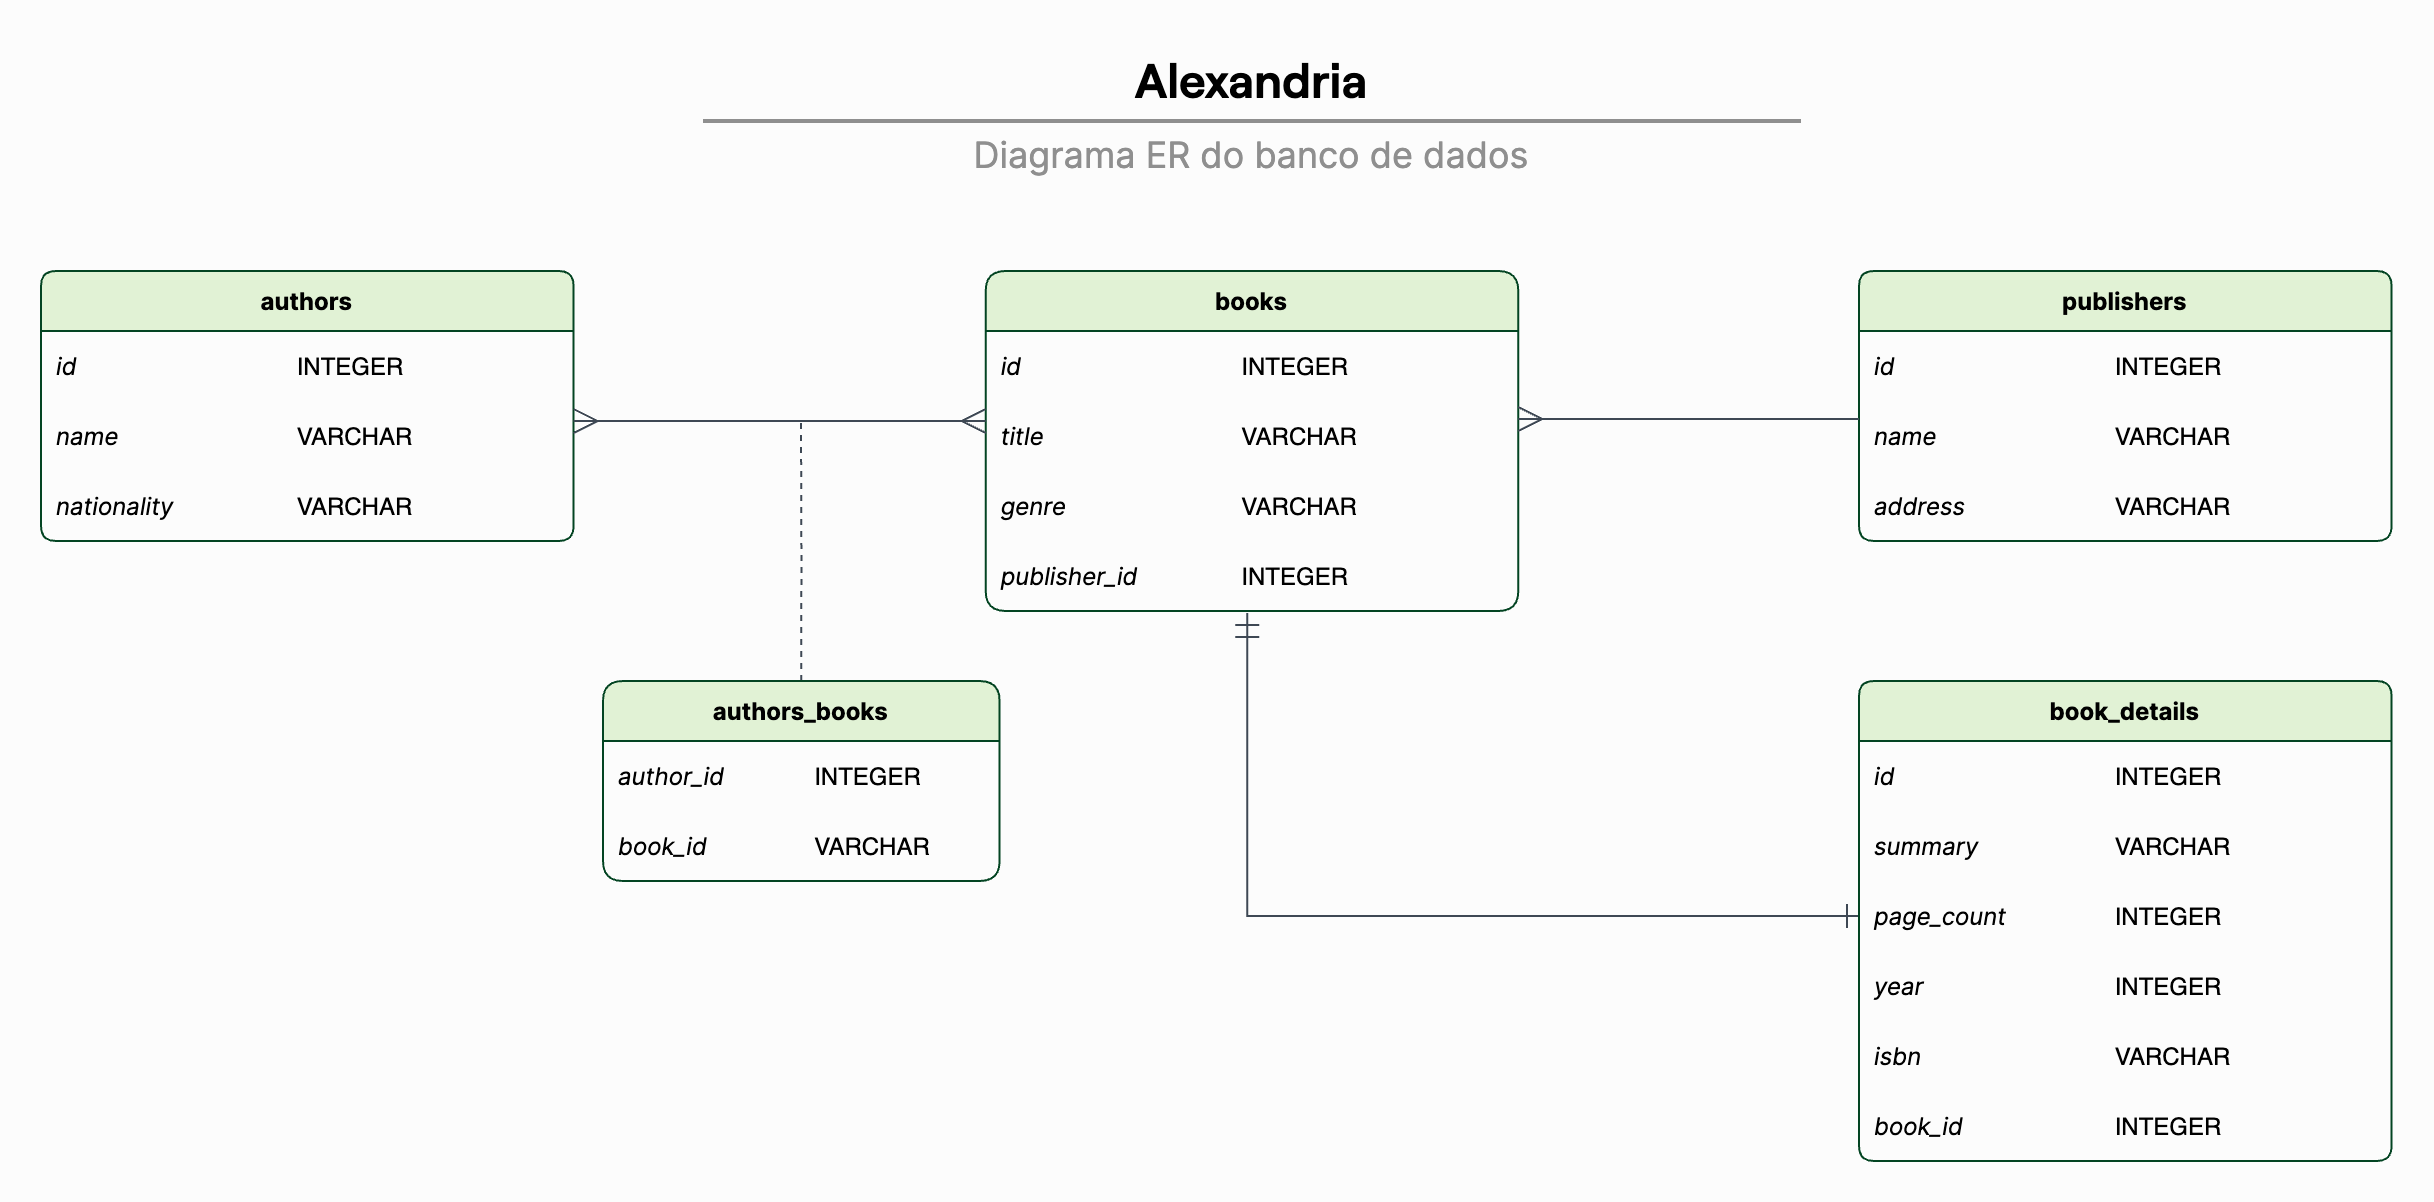 Alexandria
Diagrama ER do banco de dados
authors
id INTEGER
name VARCHAR
nationality VARCHAR
books
id INTEGER
title VARCHAR
genre VARCHAR
publisher_id INTEGER
publishers
id INTEGER
name VARCHAR
address VARCHAR
authors_books
author_id INTEGER
book_id VARCHAR
book_details
id INTEGER
summary VARCHAR
page_count INTEGER
year INTEGER
isbn VARCHAR
book_id INTEGER